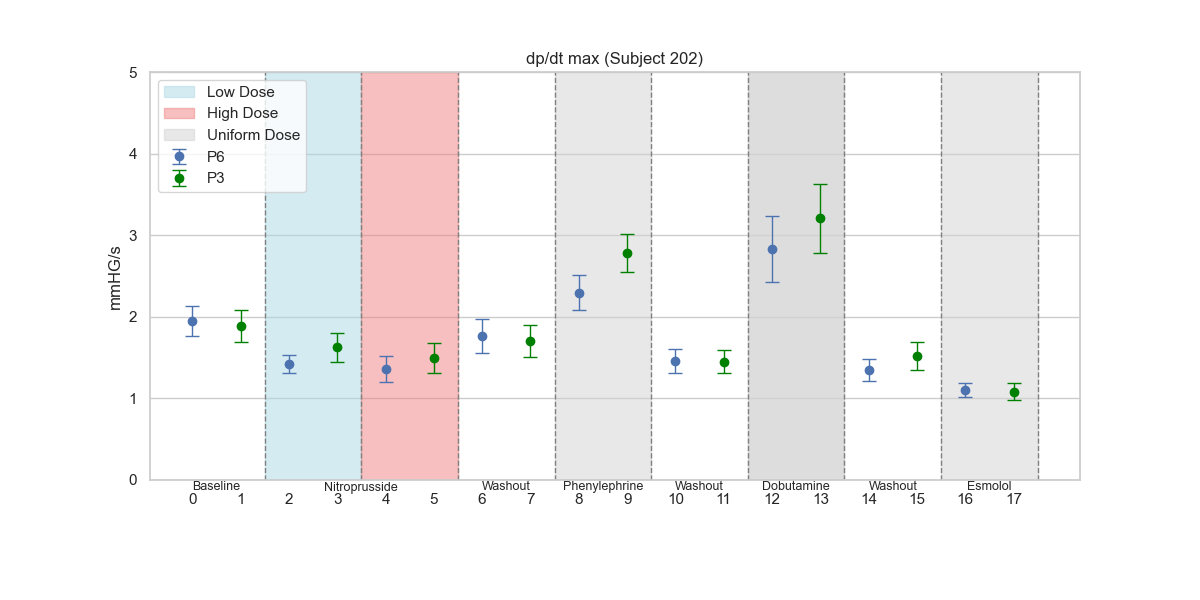 dp/dt max (Subject 202)
5
4
3
2
1
0
mmHG/s
Low Dose
High Dose
Uniform Dose
P6
P3
Baseline Nitroprusside Washout Phenylephrine Washout Dobutamine Washout Esmolol
0 1 2 3 4 5 6 7 8 9 10 11 12 13 14 15 16 17